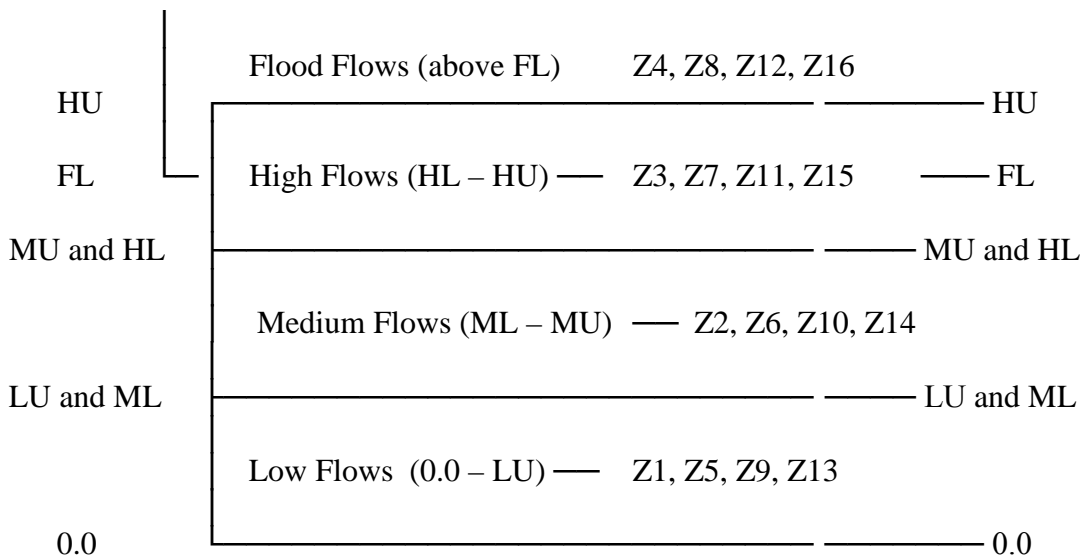 Flood Flows (above FL) Z4, Z8, Z12, Z16
HU HU
FL High Flows (HL – HU) Z3, Z7, Z11, Z15 FL
MU and HL MU and HL
Medium Flows (ML – MU) Z2, Z6, Z10, Z14
LU and ML LU and ML
Low Flows (0.0 – LU) Z1, Z5, Z9, Z13
0.0 0.0